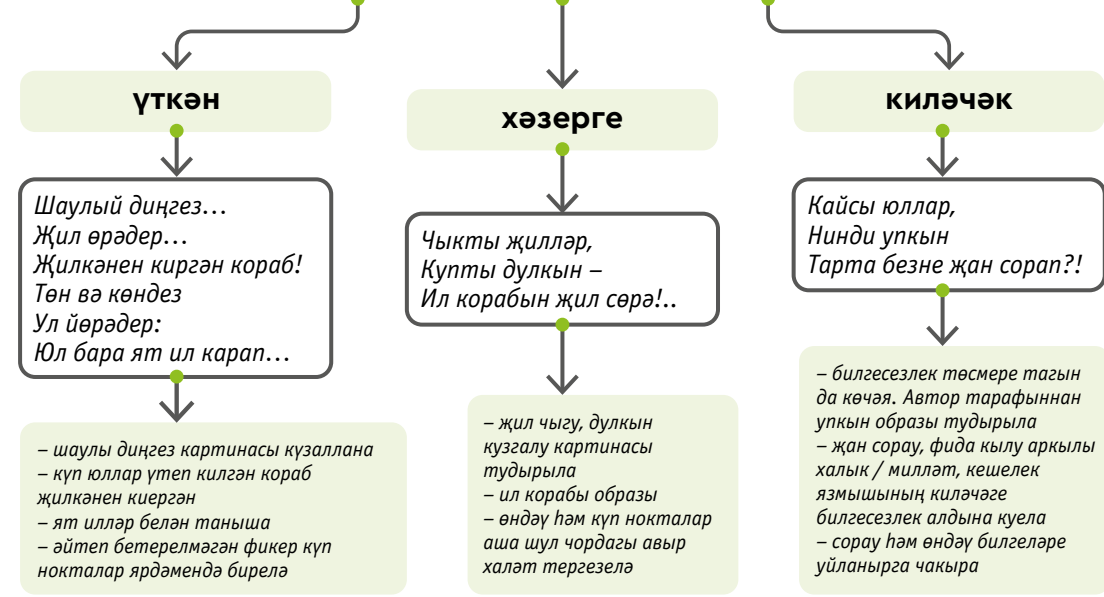 үткән
Шаулый диңгез…
Җил өрәдер…
Җилкәнен киргән кораб!
Төн вә көндез
Ул йөрәдер:
Юл бара ят ил карап…
– шаулы диңгез картинасы күзаллана
– күп юллар үтеп килгән кораб
җилкәнен киергән
– ят илләр белән таныша
– әйтеп бетерелмәгән фикер күп
нокталар ярдәмендә бирелә
хәзерге
Чыкты җилләр,
Купты дулкын –
Ил корабын җил сөрә!..
– җил чыгу, дулкын
кузгалу картинасы
тудырыла
– ил корабы образы
– өндәү һәм күп нокталар
аша шул чордагы авыр
халәт тергезелә
киләчәк
Кайсы юллар,
Нинди упкын
Тарта безне җан сорап?!
– билгесезлек төсмере тагын
да көчәя. Автор тарафыннан
упкын образы тудырыла
– җан сорау, фида кылу аркылы
халык / милләт, кешелек
язмышының киләчәге
билгесезлек алдына куела
– сорау һәм өндәү билгеләре
уйланырга чакыра